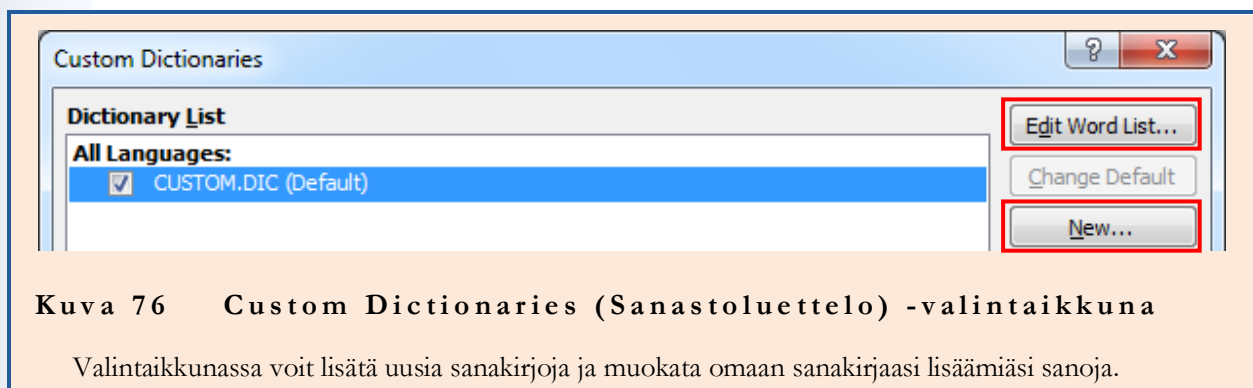 Custom Dictionaries
Dictionary List
All Languages:
CUSTOM.DIC (Default)
Edit Word List...
Change Default
New...
Kuva 76 Custom Dictionaries (Sanastoluettelo) -valintaikkuna
Valintaikkunassa voit lisätä uusia sanakirjoja ja muokata omaan sanakirjaasi lisäämiäsi sanoja.